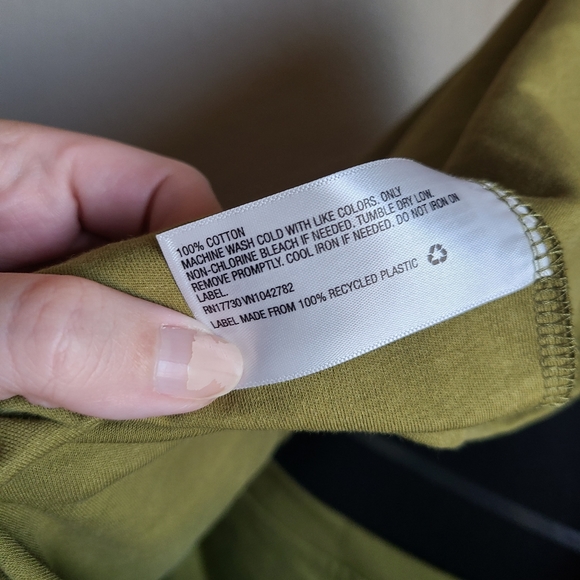 100% COTTON
MACHINE WASH COLD WITH LIKE COLORS. ONLY
NON-CHLORINE BLEACH IF NEEDED. TUMBLE DRY LOW.
REMOVE PROMPTLY. COOL IRON IF NEEDED. DO NOT IRON ON
LABEL.
RN17730 VN1042782
LABEL MADE FROM 100% RECYCLED PLASTIC